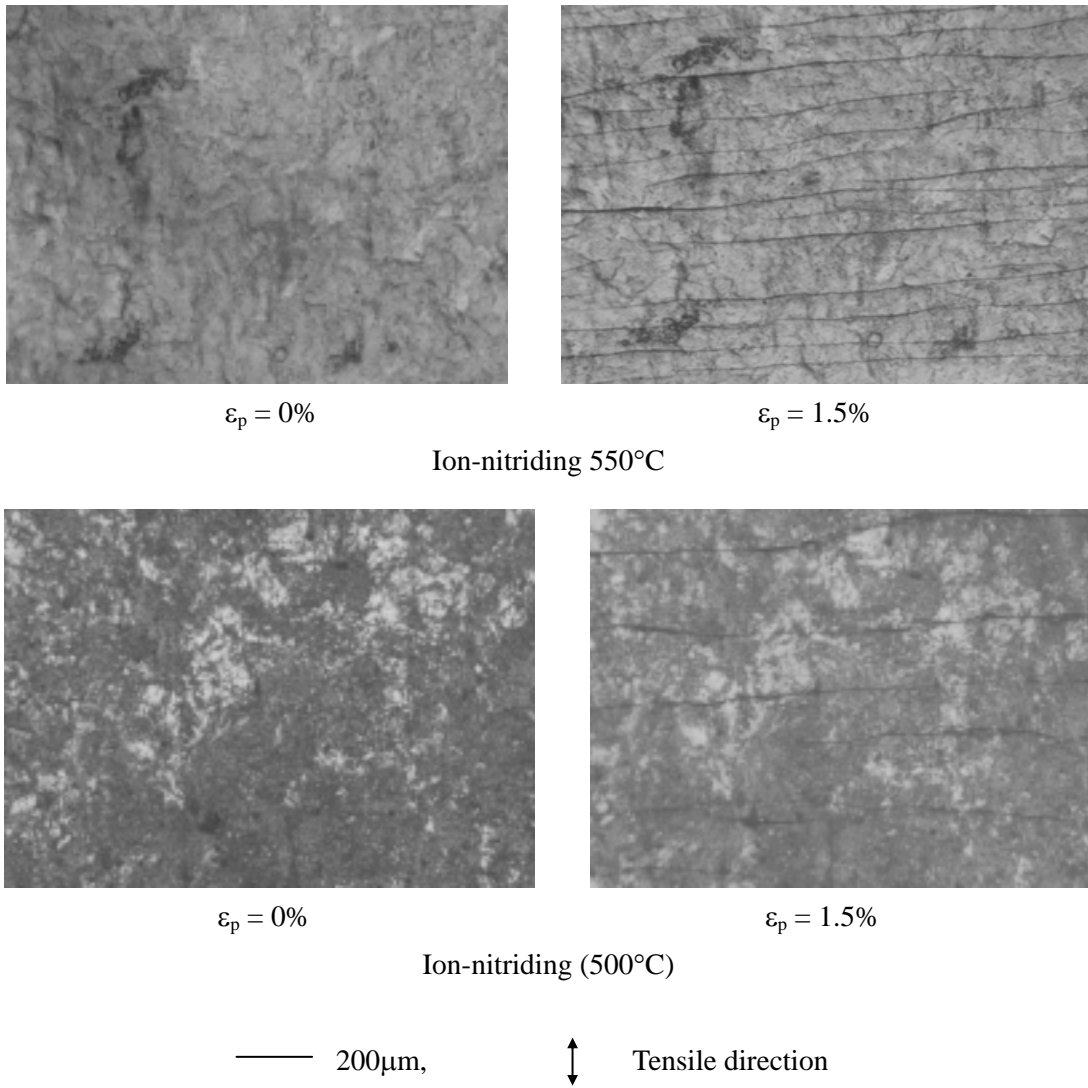 εp = 0%
εp = 1.5%
Ion-nitriding 550°C
εp = 0%
εp = 1.5%
Ion-nitriding (500°C)
200μm,
Tensile direction